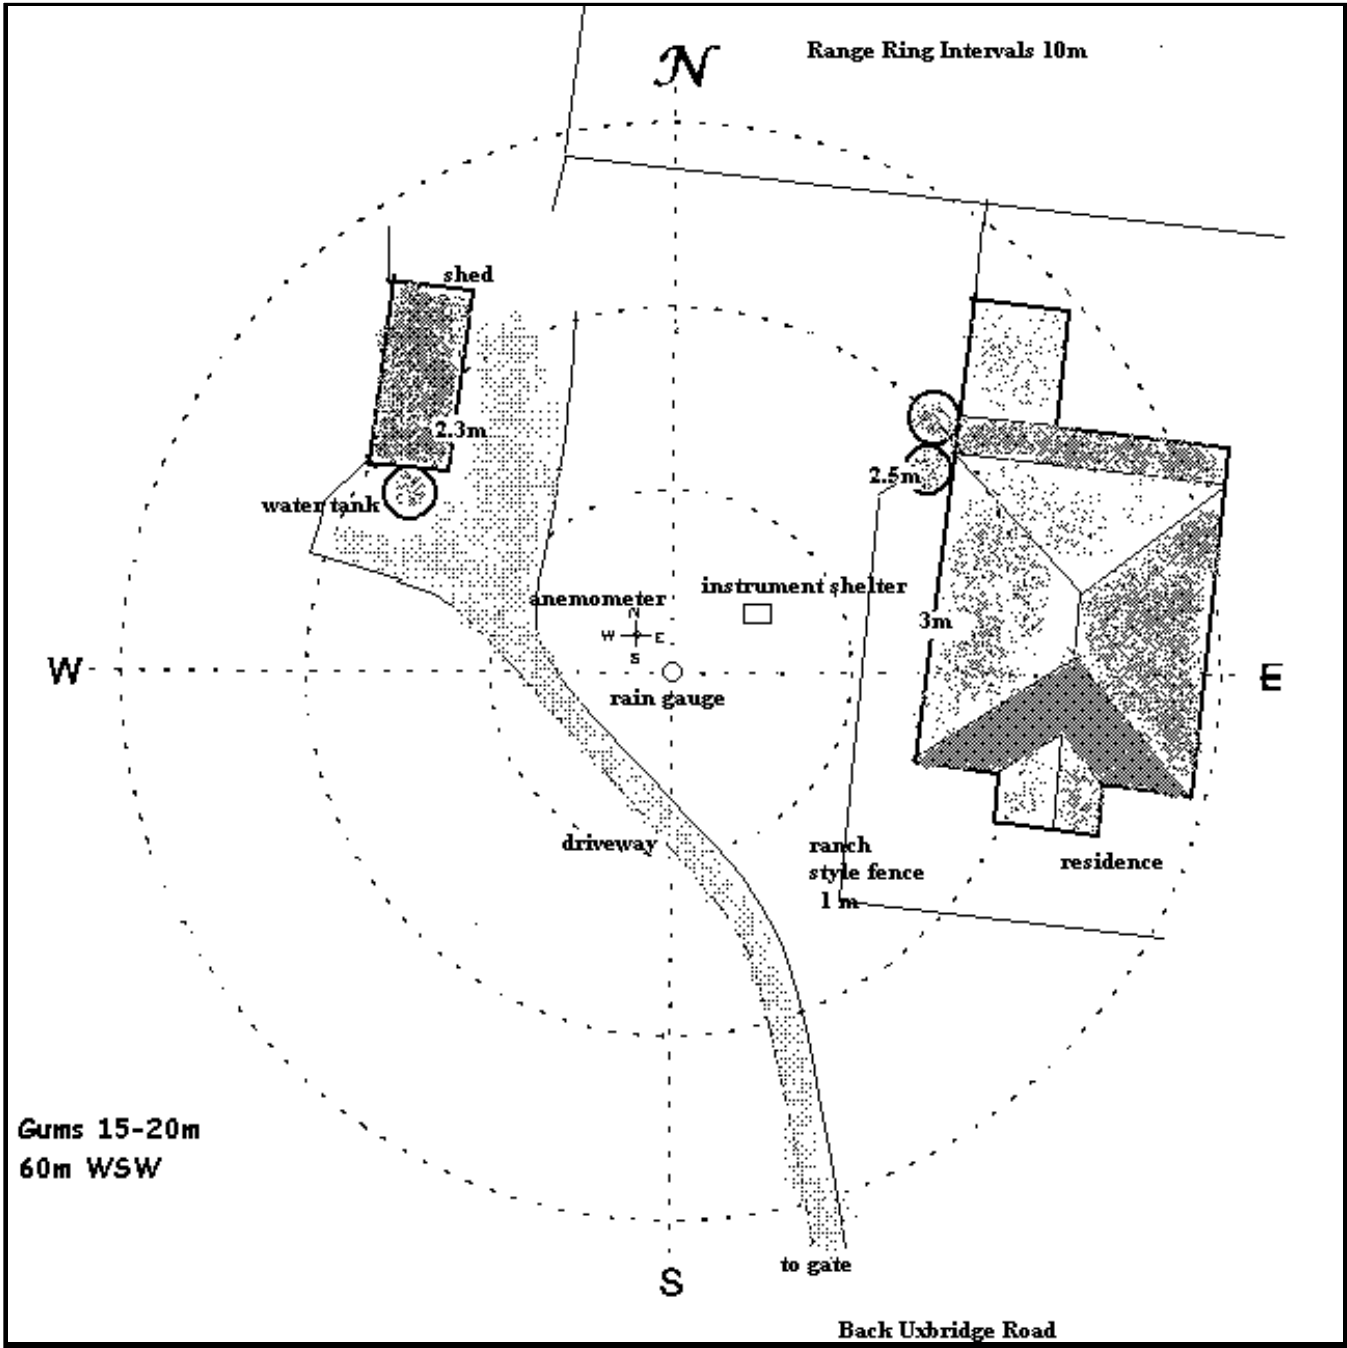 Range Ring Intervals 10m
N
shed
2.3m
2.5m
water tank
instrument shelter
anemometer
N
W E
S
3m
W
E
rain gauge
driveway
ranch
style fence
1 m
residence
Gums 15-20m
60m WSW
to gate
S
Back Uxbridge Road